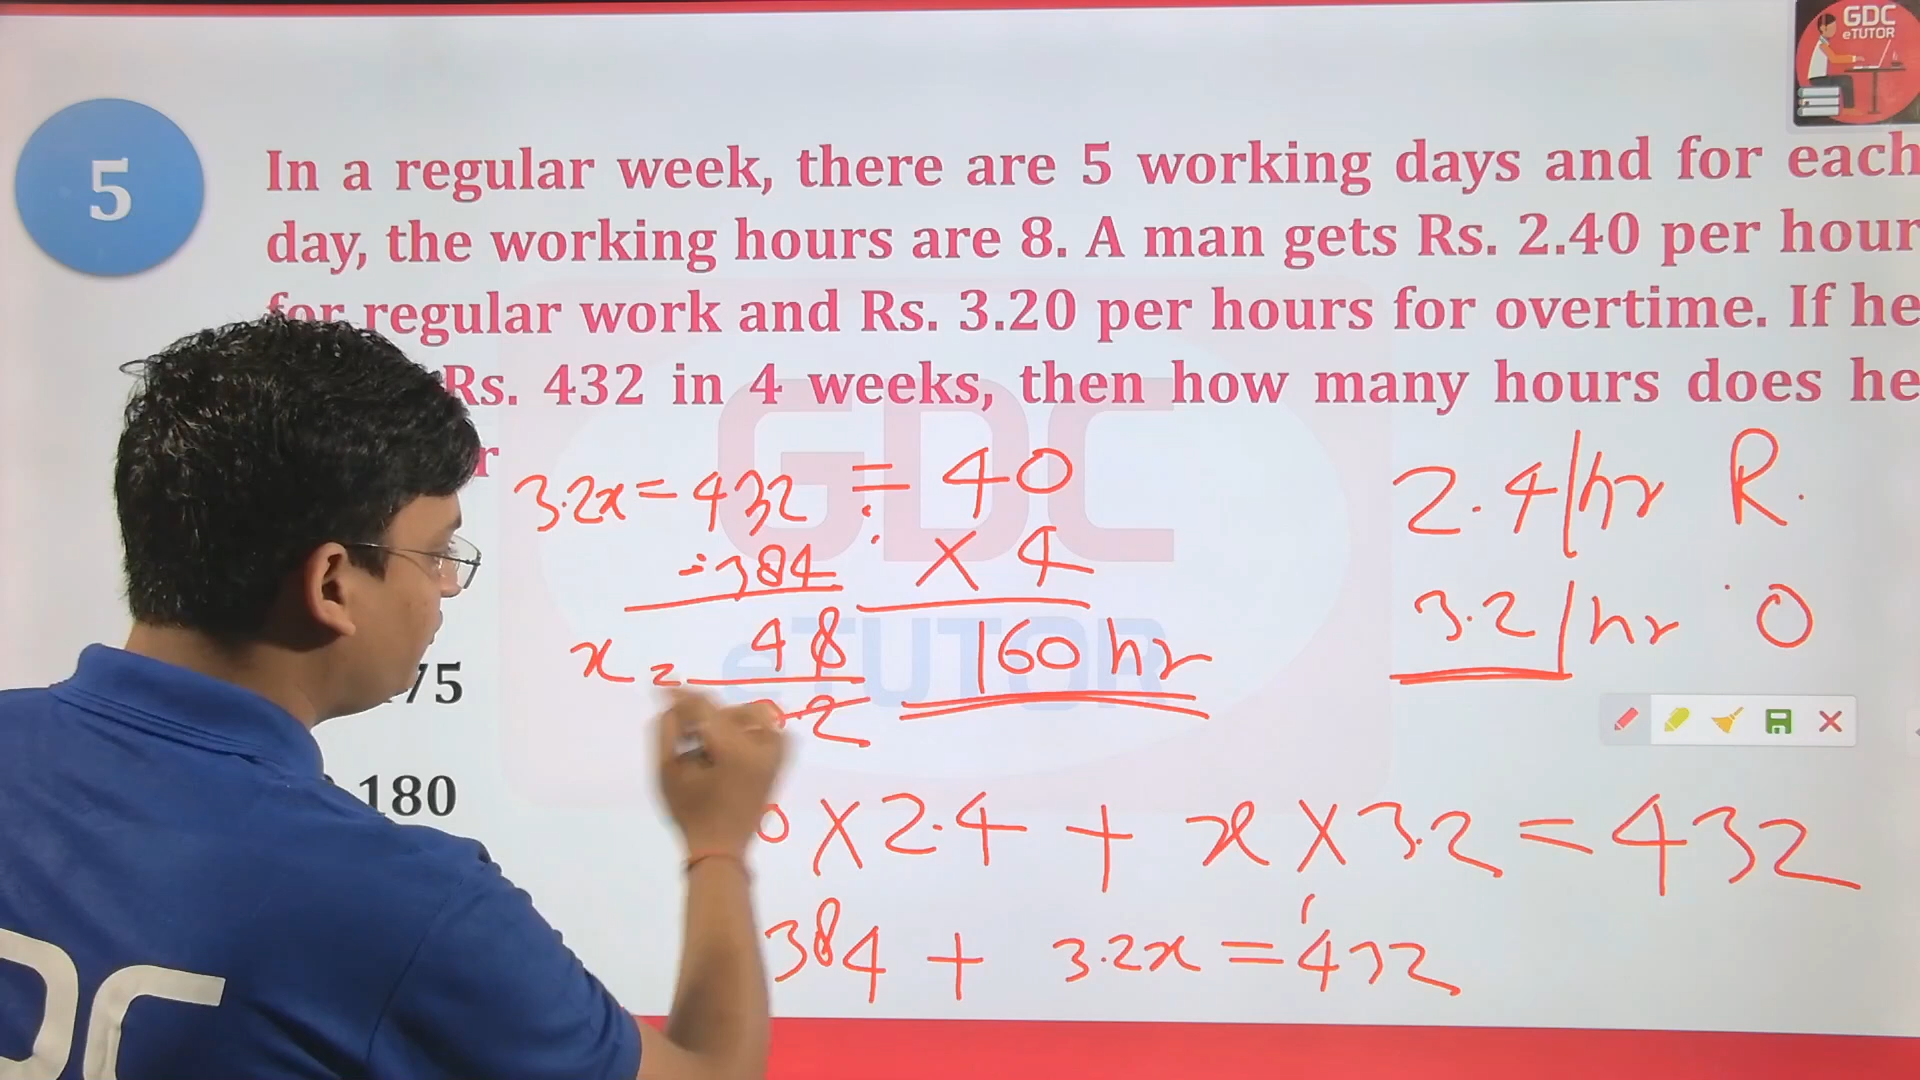 GDC
eTUTOR
5
In a regular week, there are 5 working days and for each
day, the working hours are 8. A man gets Rs. 2.40 per hour
for regular work and Rs. 3.20 per hours for overtime. If he
Rs. 432 in 4 weeks, then how many hours does he
r
3.2x = 432
- 384
x = 48
40
x 4
160 hr
2.4/hr R.
3.2/hr O
GDC
eTUTOR
75
180
0 x 2.4 + x x 3.2 = 432
384 + 3.2x = 432
DC